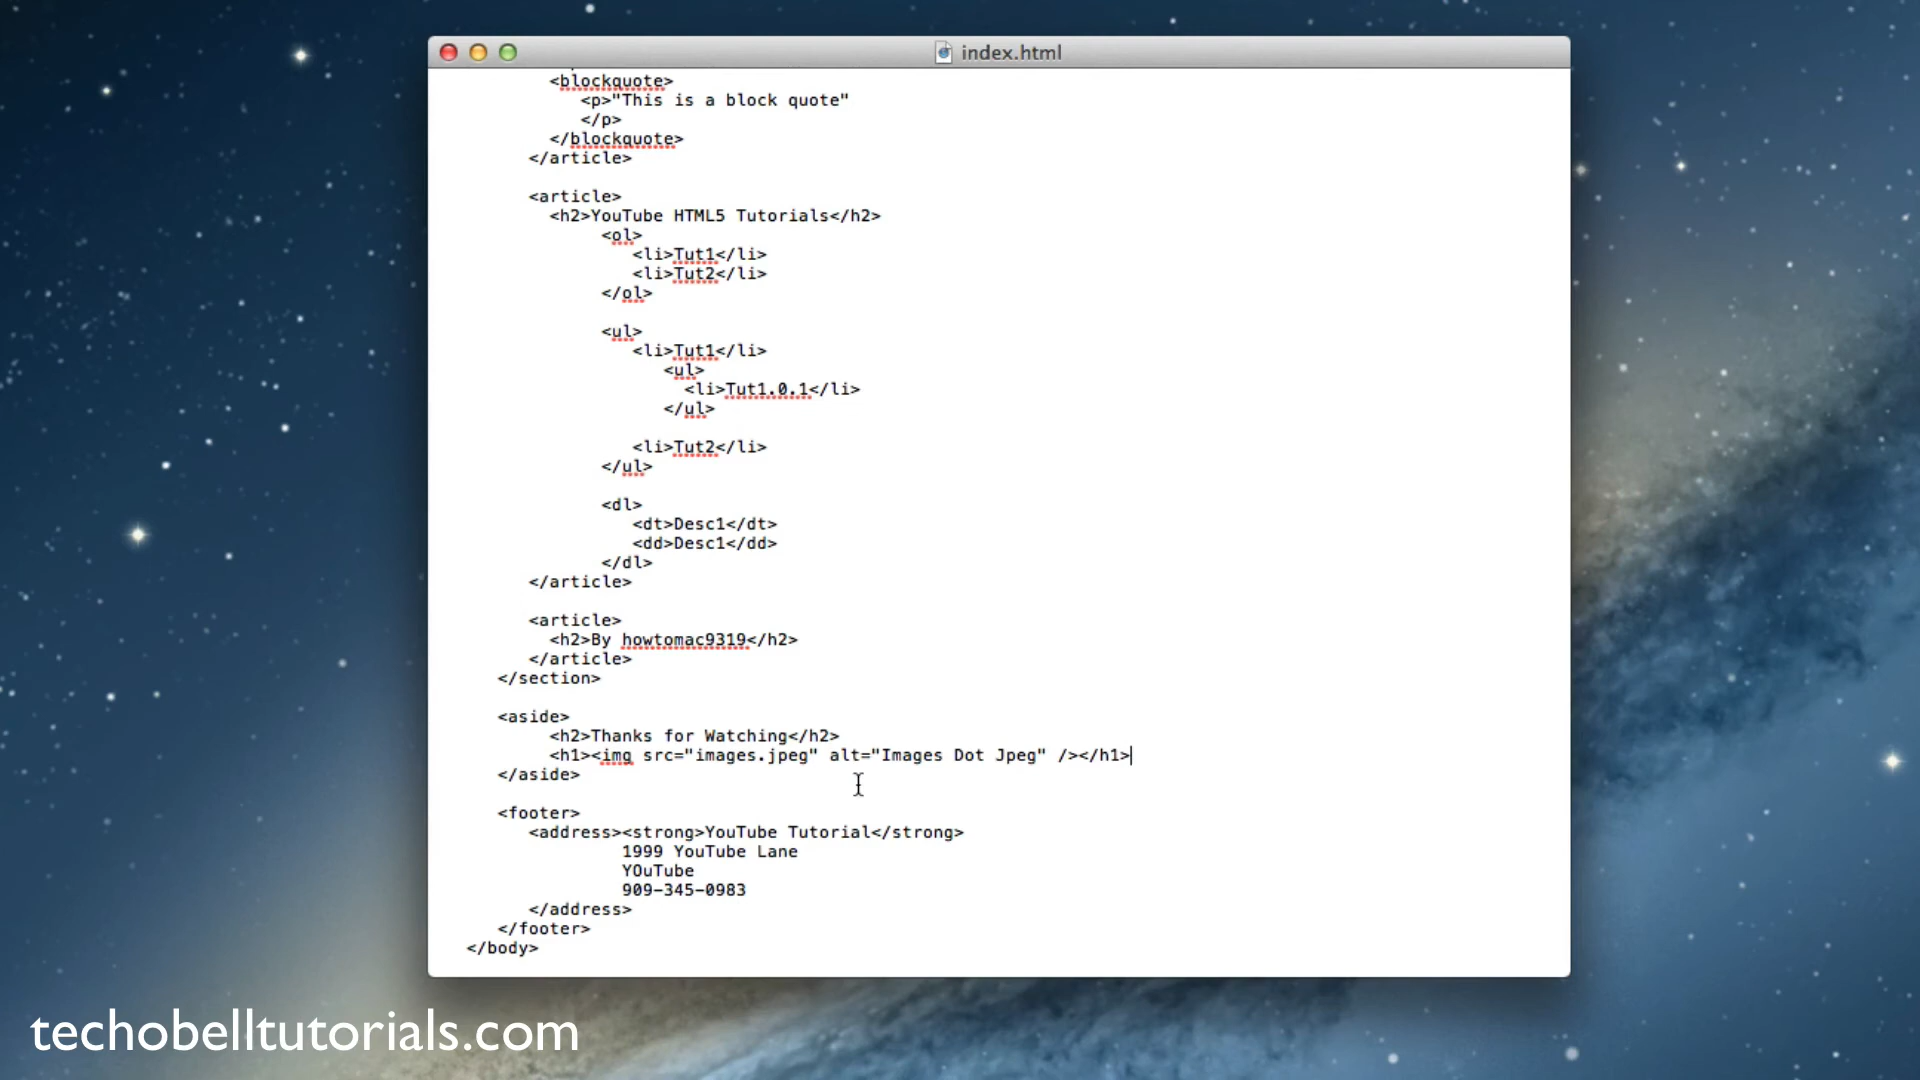 index.html
<blockquote>
<p>"This is a block quote"
</p>
</blockquote>
</article>
<article>
<h2>YouTube HTML5 Tutorials</h2>
<ol>
<li>Tut1</li>
<li>Tut2</li>
</ol>
<ul>
<li>Tut1</li>
<ul>
<li>Tut1.0.1</li>
</ul>
<li>Tut2</li>
</ul>
<dl>
<dt>Desc1</dt>
<dd>Desc1</dd>
</dl>
</article>
<article>
<h2>By howtomac9319</h2>
</article>
</section>
<aside>
<h2>Thanks for Watching</h2>
<h1><img src="images.jpeg" alt="Images Dot Jpeg" /></h1>
</aside>
<footer>
<address><strong>YouTube Tutorial</strong>
1999 YouTube Lane
YOuTube
909-345-0983
</address>
</footer>
</body>
techobelltutorials.com